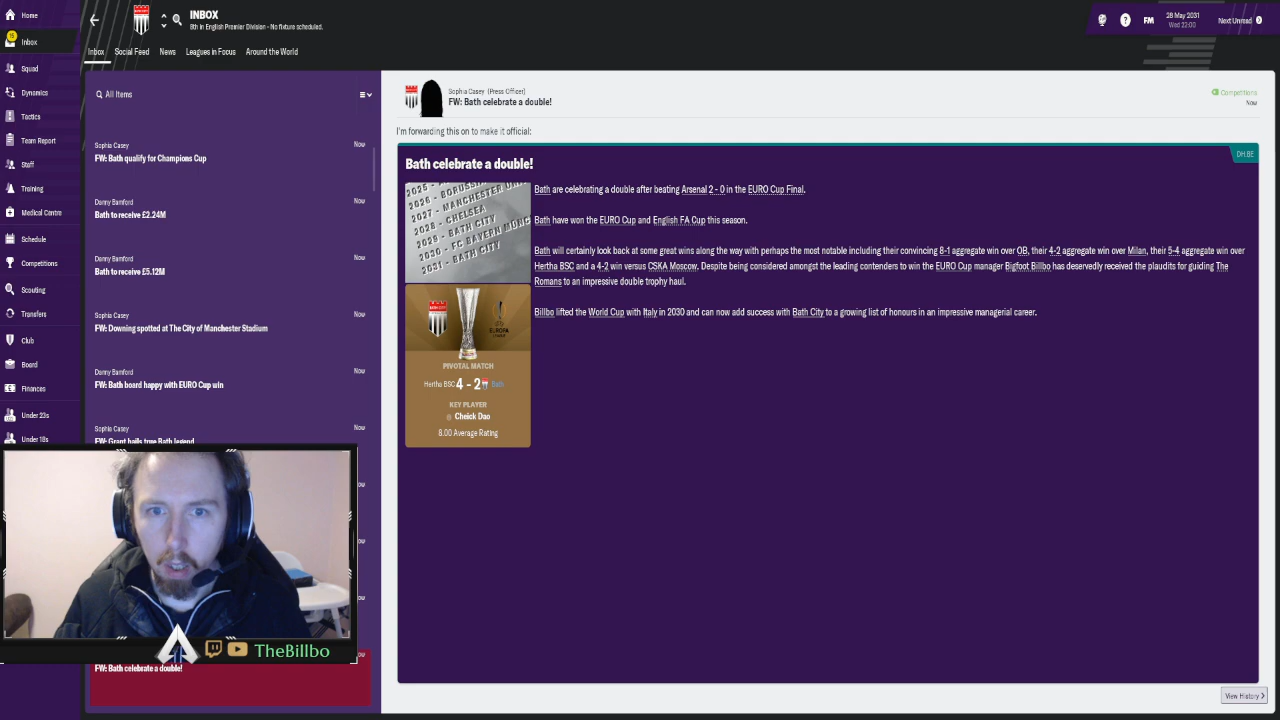 Home
15
Inbox
Squad
Dynamics
Tactics
Team Report
Staff
Training
Medical Centre
Schedule
Competitions
Scouting
Transfers
Club
Board
Finances
Under 23s
Under 18s
INBOX
8th in English Premier Division - No fixture scheduled.
Inbox Social Feed News Leagues in Focus Around the World
FM
28 May 2031
Wed 22:00
Next Unread
All Items
Sophia Casey Now
FW: Bath qualify for Champions Cup
Danny Bamford Now
Bath to receive £2.24M
Danny Bamford Now
Bath to receive £5.12M
Sophia Casey Now
FW: Downing spotted at The City of Manchester Stadium
Danny Bamford Now
FW: Bath board happy with EURO Cup win
Sophia Casey Now
FW: Grant hails true Bath legend
FW: Bath celebrate a double!
TheBillbo
Sophia Casey (Press Officer)
FW: Bath celebrate a double!
Competitions
Now
I'm forwarding this on to make it official:
Bath celebrate a double!
DH.BE
2025 -
2026 - BORUSSI
2027 - MANCHESTER UNI
2028 - CHELSEA
2029 - BATH CITY
2030 - FC BAYERN MUNC
2031 - BATH CITY
EUROPA
LEAGUE
PIVOTAL MATCH
Hertha BSC 4 - 2 Bath
KEY PLAYER
Cheick Dao
8.00 Average Rating
Bath are celebrating a double after beating Arsenal 2 - 0 in the EURO Cup Final.
Bath have won the EURO Cup and English FA Cup this season.
Bath will certainly look back at some great wins along the way with perhaps the most notable including their convincing 8-1 aggregate win over OB, their 4-2 aggregate win over Milan, their 5-4 aggregate win over
Hertha BSC and a 4-2 win versus CSKA Moscow. Despite being considered amongst the leading contenders to win the EURO Cup manager Bigfoot Billbo has deservedly received the plaudits for guiding The
Romans to an impressive double trophy haul.
Billbo lifted the World Cup with Italy in 2030 and can now add success with Bath City to a growing list of honours in an impressive managerial career.
View History